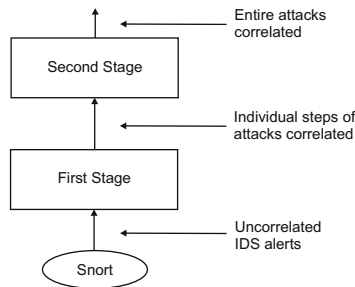 Entire attacks
correlated
Second Stage
Individual steps of
attacks correlated
First Stage
Uncorrelated
IDS alerts
Snort